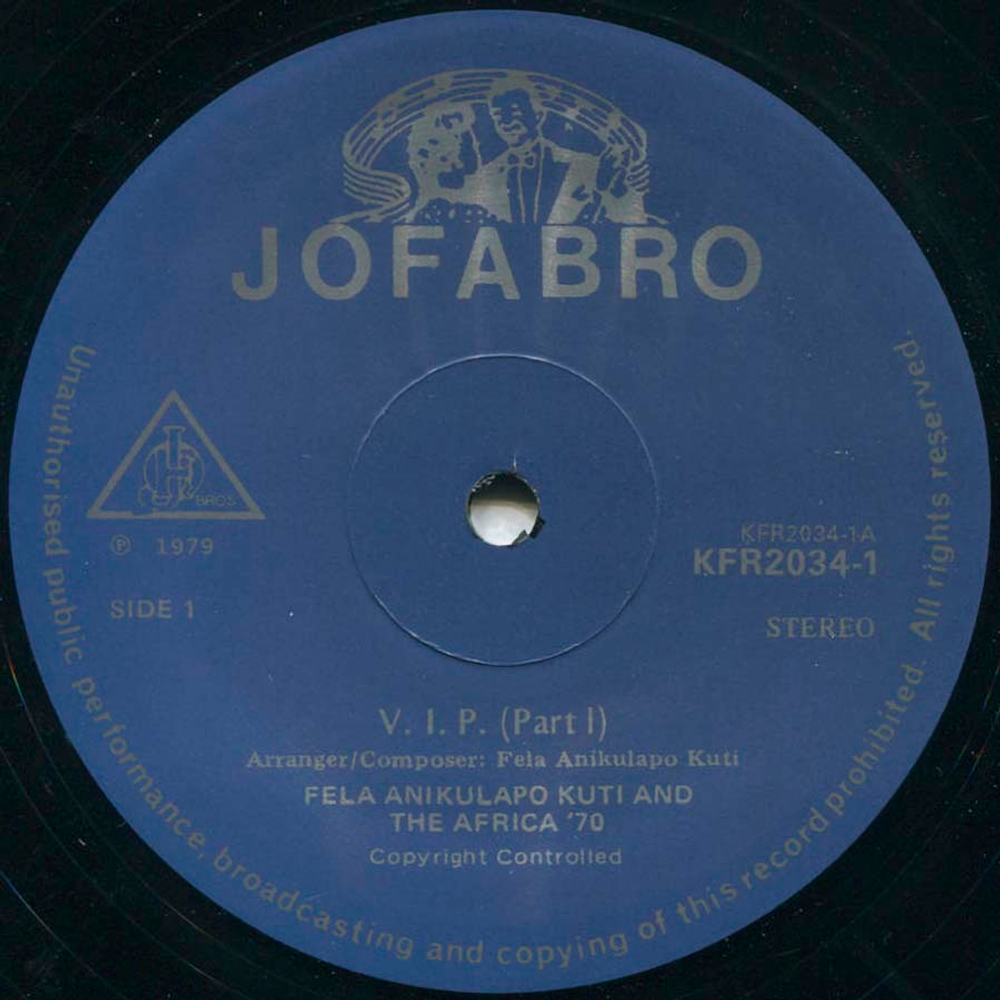 JOFABRO
BROS.
℗ 1979
SIDE 1
KFR2034-1A
KFR2034-1
STEREO
V. I. P. (Part I)
Arranger/Composer: Fela Anikulapo Kuti
FELA ANIKULAPO KUTI AND
THE AFRICA '70
Copyright Controlled
Unauthorised public performance, broadcasting and copying of this record prohibited. All rights reserved.